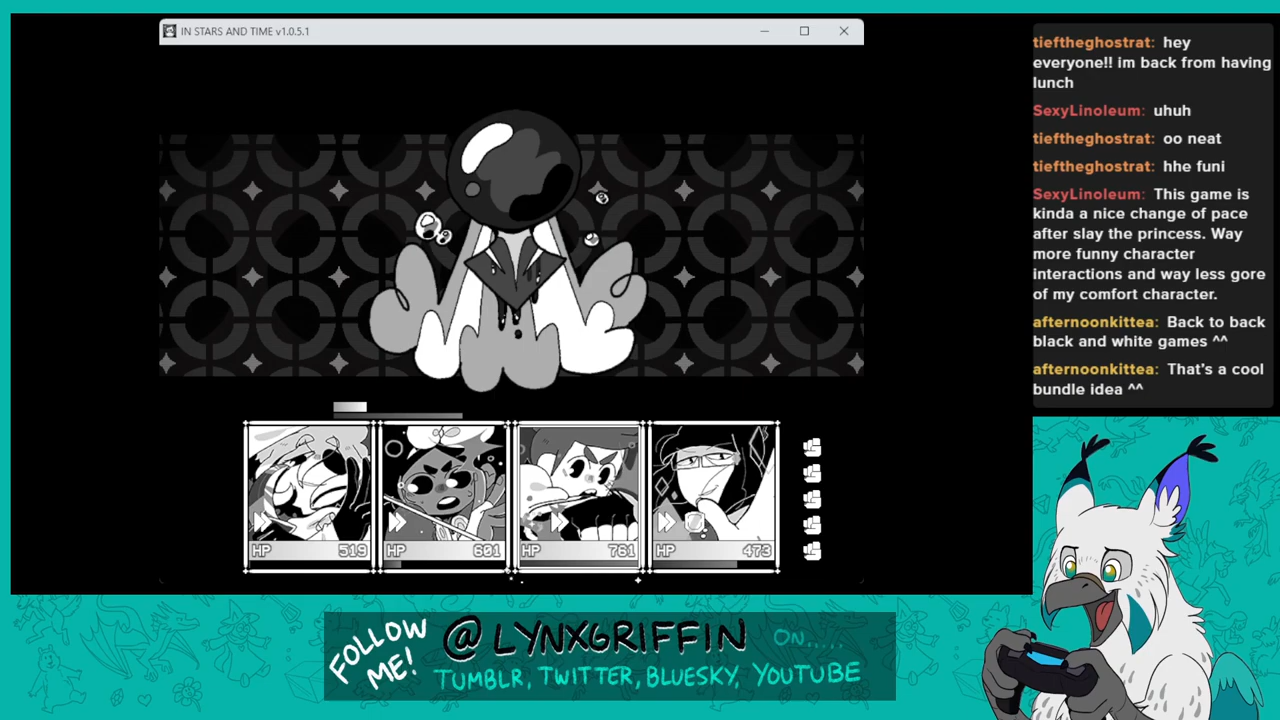 IN STARS AND TIME v1.0.5.1
HP 519
HP 601
HP 781
HP 473
tieftheghostrat: hey
everyone!! im back from having
lunch
SexyLinoleum: uhuh
tieftheghostrat: oo neat
tieftheghostrat: hhe funi
SexyLinoleum: This game is
kinda a nice change of pace
after slay the princess. Way
more funny character
interactions and way less gore
of my comfort character.
afternoonkittea: Back to back
black and white games ^^
afternoonkittea: That's a cool
bundle idea ^^
FOLLOW
ME!
@LYNXGRIFFIN ON.....
TUMBLR, TWITTER, BLUESKY, YOUTUBE